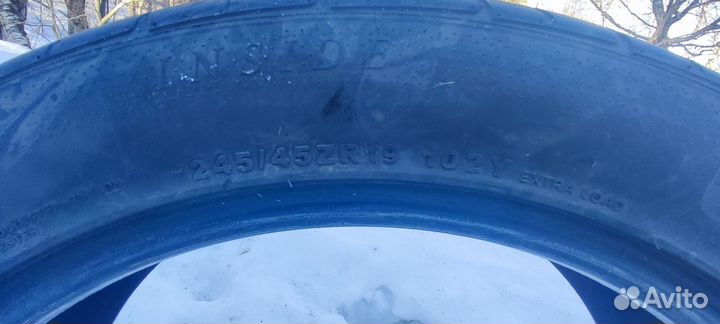 INSIDE
245/45ZR19 102Y EXTRA LOAD
Avito